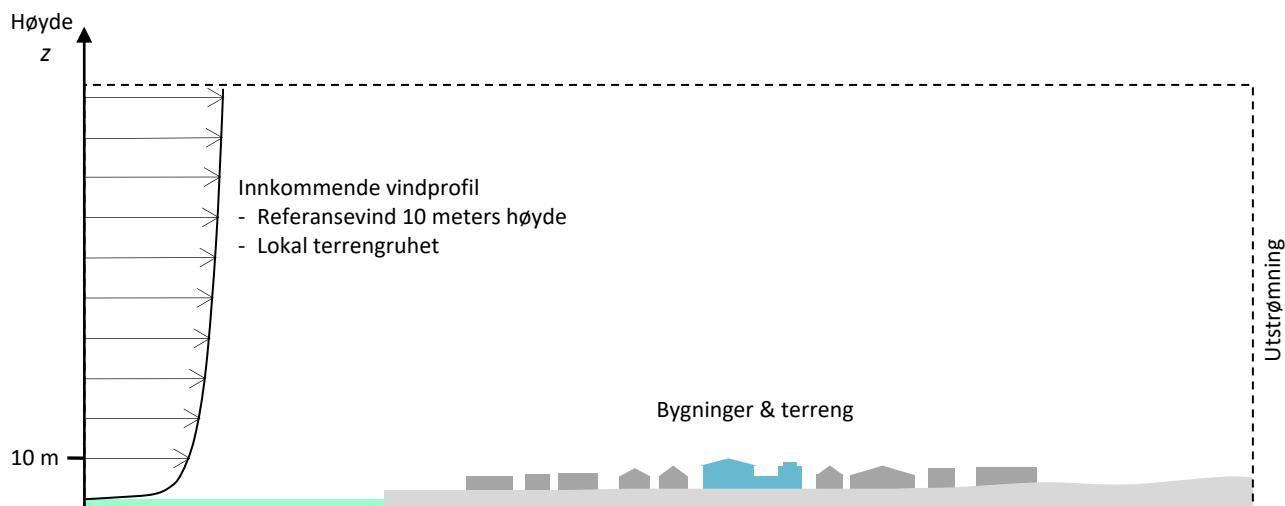 Høyde
z
Innkommende vindprofil
- Referansevind 10 meters høyde
- Lokal terrengruhet
Utstrømning
Bygninger & terreng
10 m